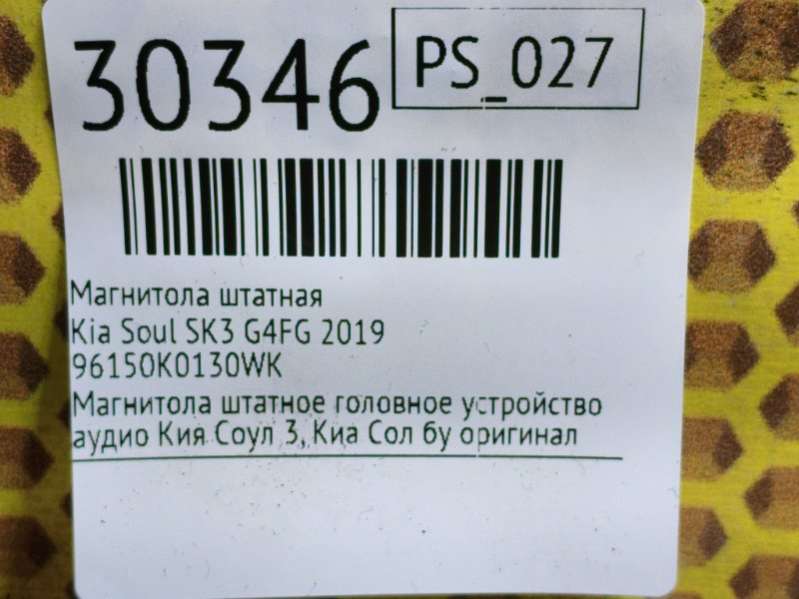 30346
PS_027
Магнитола штатная
Kia Soul SK3 G4FG 2019
96150K0130WK
Магнитола штатное головное устройство
аудио Кия Соул 3, Киа Сол бу оригинал